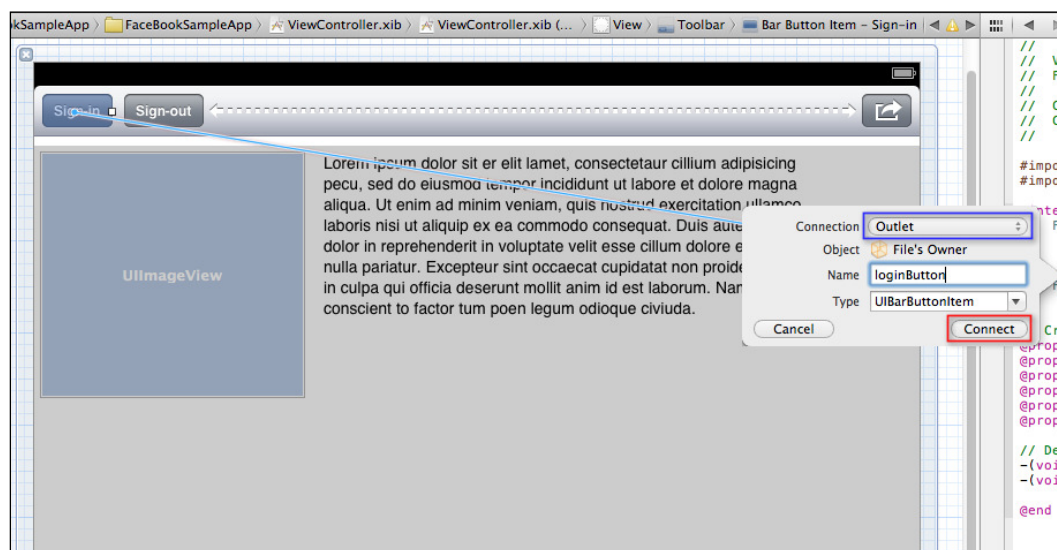 kSampleApp FaceBookSampleApp ViewController.xib ViewController.xib (... View Toolbar Bar Button Item – Sign-in
Sign-in Sign-out
Lorem ipsum dolor sit er elit lamet, consectetaur cillium adipisicing
pecu, sed do eiusmod tempor incididunt ut labore et dolore magna
aliqua. Ut enim ad minim veniam, quis nostrud exercitation ullamco
laboris nisi ut aliquip ex ea commodo consequat. Duis aute
dolor in reprehenderit in voluptate velit esse cillum dolore e
nulla pariatur. Excepteur sint occaecat cupidatat non proide
in culpa qui officia deserunt mollit anim id est laborum. Nam
conscient to factor tum poen legum odioque civiuda.
UIImageView
Connection Outlet
Object File's Owner
Name loginButton
Type UIBarButtonItem
Cancel Connect
//
// V
// F
//
// C
// C
//
#impo
#impo
nte
F
F
Cr
@prop
@prop
@prop
@prop
@prop
@prop
// De
-(voi
-(voi
@end